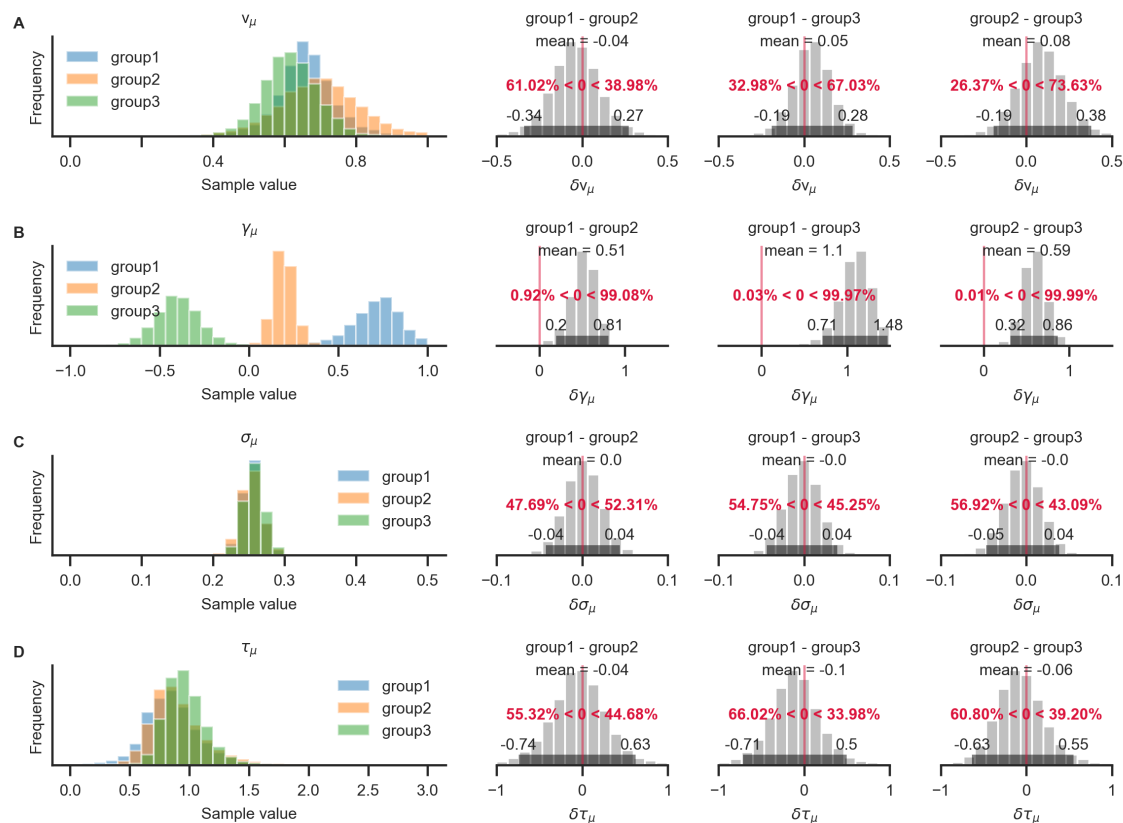 A
v_μ
Frequency
group1
group2
group3
0.0 0.4 0.8
Sample value
group1 - group2
mean = -0.04
61.02% < 0 < 38.98%
-0.34 0.27
−0.5 0.0 0.5
δv_μ
group1 - group3
mean = 0.05
32.98% < 0 < 67.03%
-0.19 0.28
−0.5 0.0 0.5
δv_μ
group2 - group3
mean = 0.08
26.37% < 0 < 73.63%
-0.19 0.38
−0.5 0.0 0.5
δv_μ
B
γ_μ
Frequency
group1
group2
group3
−1.0 −0.5 0.0 0.5 1.0
Sample value
group1 - group2
mean = 0.51
0.92% < 0 < 99.08%
0.2 0.81
0 1
δγ_μ
group1 - group3
mean = 1.1
0.03% < 0 < 99.97%
0.71 1.48
0 1
δγ_μ
group2 - group3
mean = 0.59
0.01% < 0 < 99.99%
0.32 0.86
0 1
δγ_μ
C
σ_μ
Frequency
group1
group2
group3
0.0 0.1 0.2 0.3 0.4 0.5
Sample value
group1 - group2
mean = 0.0
47.69% < 0 < 52.31%
-0.04 0.04
−0.1 0.0 0.1
δσ_μ
group1 - group3
mean = -0.0
54.75% < 0 < 45.25%
-0.04 0.04
−0.1 0.0 0.1
δσ_μ
group2 - group3
mean = -0.0
56.92% < 0 < 43.09%
-0.05 0.04
−0.1 0.0 0.1
δσ_μ
D
τ_μ
Frequency
group1
group2
group3
0.0 0.5 1.0 1.5 2.0 2.5 3.0
Sample value
group1 - group2
mean = -0.04
55.32% < 0 < 44.68%
-0.74 0.63
−1 0 1
δτ_μ
group1 - group3
mean = -0.1
66.02% < 0 < 33.98%
-0.71 0.5
−1 0 1
δτ_μ
group2 - group3
mean = -0.06
60.80% < 0 < 39.20%
-0.63 0.55
−1 0 1
δτ_μ